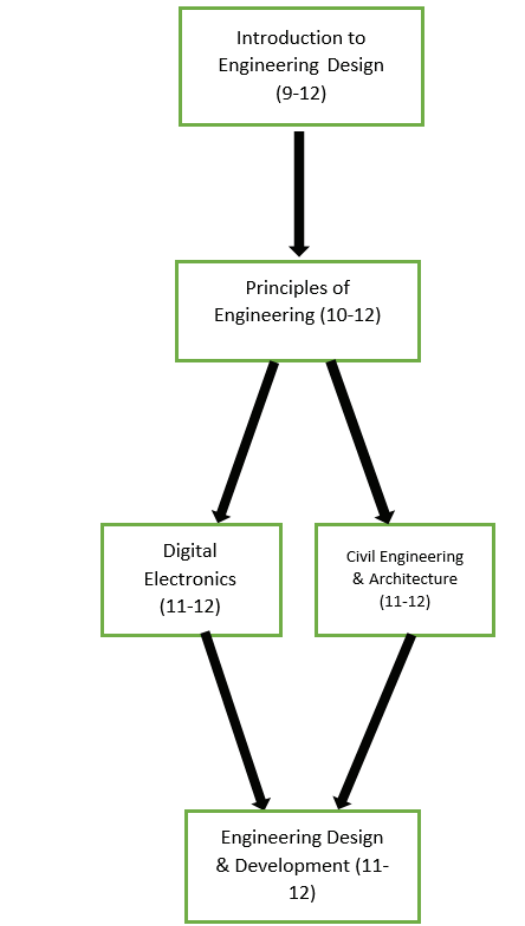 Introduction to
Engineering Design
(9-12)
Principles of
Engineering (10-12)
Digital
Electronics
(11-12)
Civil Engineering
& Architecture
(11-12)
Engineering Design
& Development (11-
12)